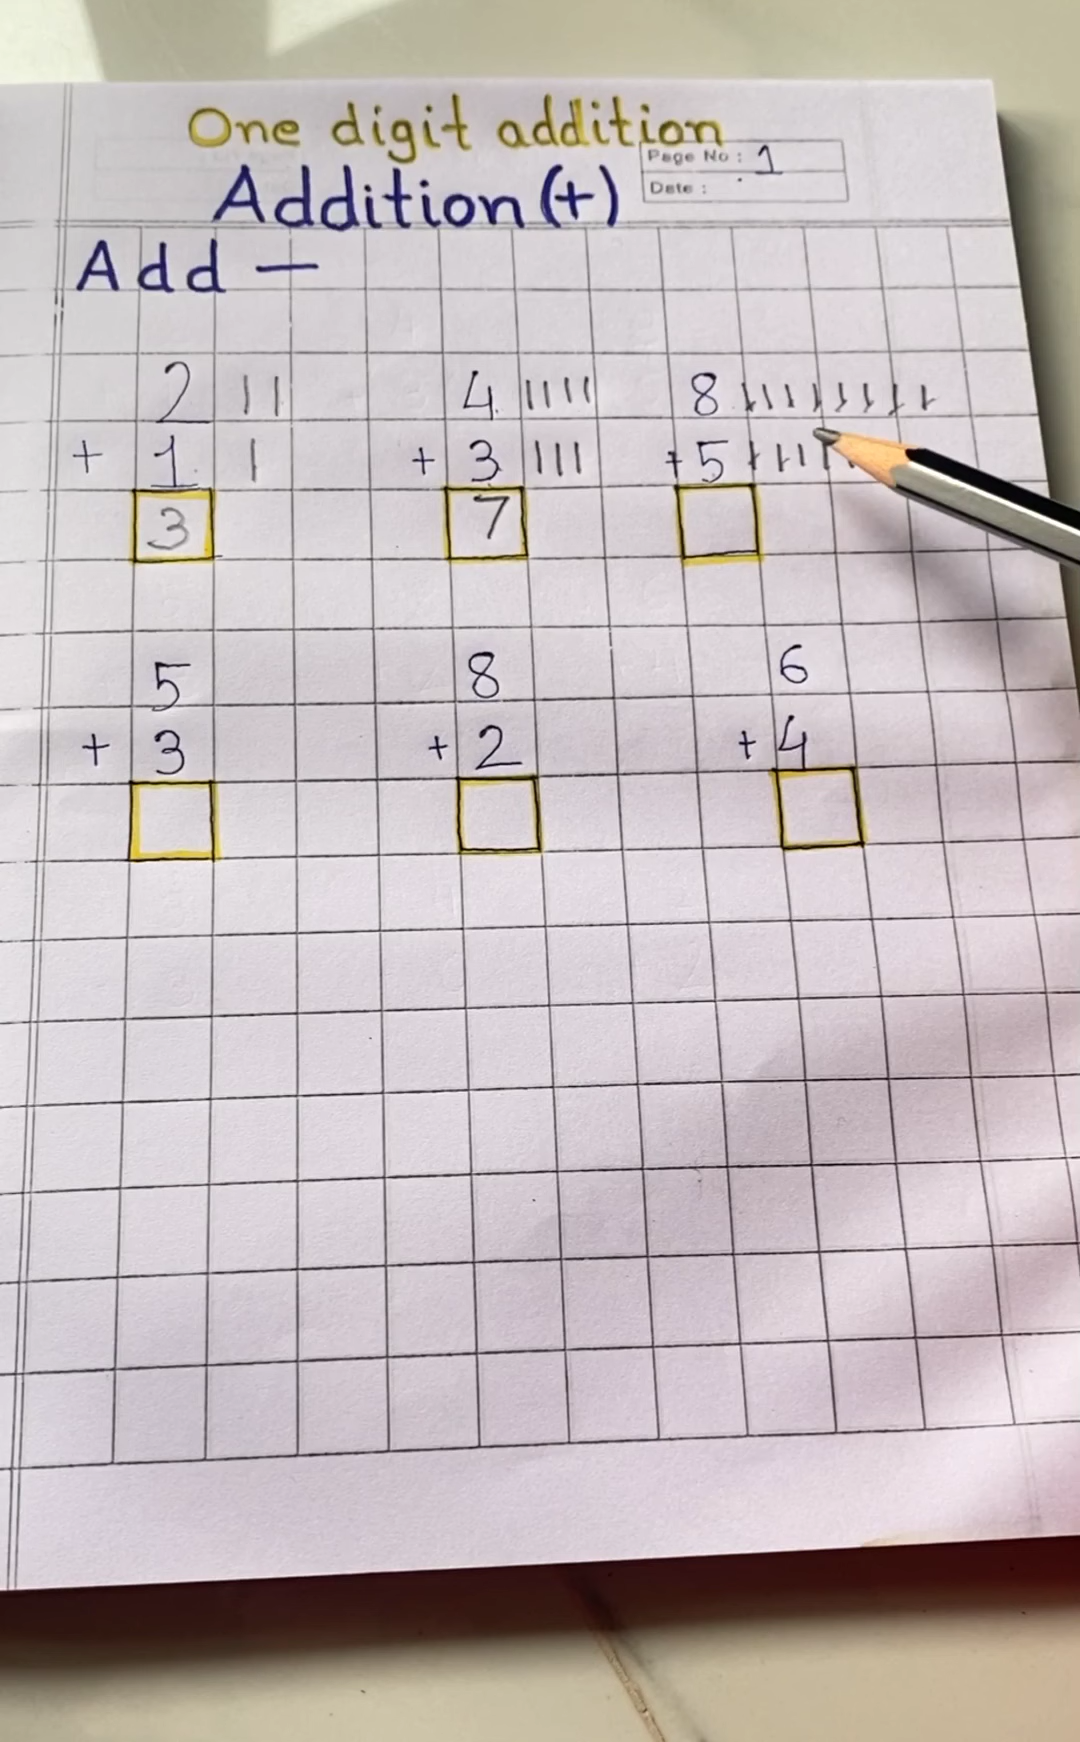 One digit addition
Page No : 1
Addition (+)
Date :
Add —
2 || 4 |||| 8 ||||||||
+ 1 | + 3 ||| + 5 ||||
3 7
5 8 6
+ 3 + 2 + 4